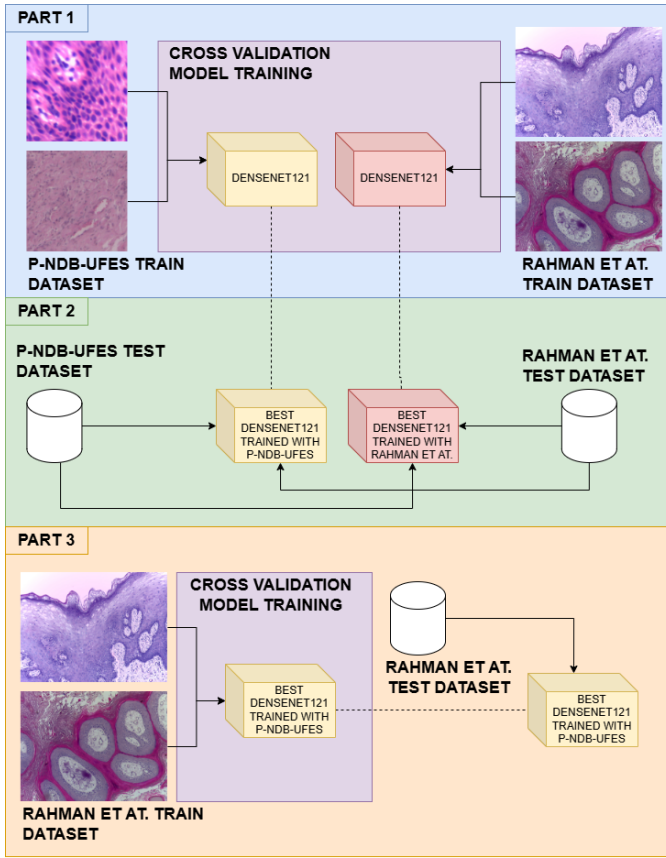 PART 1
CROSS VALIDATION
MODEL TRAINING
DENSENET121
DENSENET121
P-NDB-UFES TRAIN
DATASET
RAHMAN ET AT.
TRAIN DATASET
PART 2
P-NDB-UFES TEST
DATASET
RAHMAN ET AT.
TEST DATASET
BEST
DENSENET121
TRAINED WITH
P-NDB-UFES
BEST
DENSENET121
TRAINED WITH
RAHMAN ET AT.
PART 3
CROSS VALIDATION
MODEL TRAINING
BEST
DENSENET121
TRAINED WITH
P-NDB-UFES
RAHMAN ET AT.
TEST DATASET
BEST
DENSENET121
TRAINED WITH
P-NDB-UFES
RAHMAN ET AT. TRAIN
DATASET